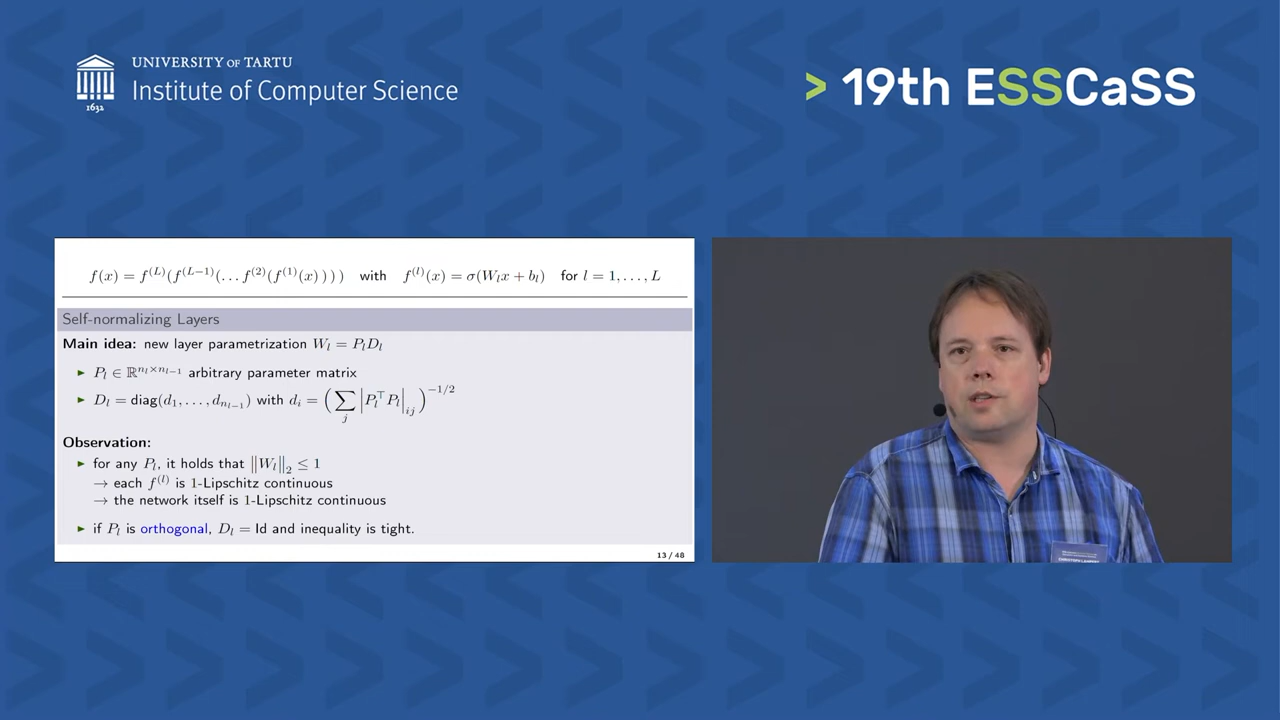 UNIVERSITY OF TARTU
Institute of Computer Science
1632
> 19th ESSCaSS
f(x) = f^{(L)}(f^{(L−1)}(… f^{(2)}(f^{(1)}(x)))) with f^{(l)}(x) = σ(W_l x + b_l) for l = 1, …, L
Self-normalizing Layers
Main idea: new layer parametrization W_l = P_l D_l
► P_l ∈ ℝ^{n_l×n_{l−1}} arbitrary parameter matrix
► D_l = diag(d_1, …, d_{n_{l−1}}) with d_i = (∑_j |P_l^⊤ P_l|_{ij})^{−1/2}
Observation:
► for any P_l, it holds that ‖W_l‖_2 ≤ 1
→ each f^{(l)} is 1-Lipschitz continuous
→ the network itself is 1-Lipschitz continuous
► if P_l is orthogonal, D_l = Id and inequality is tight.
13 / 48